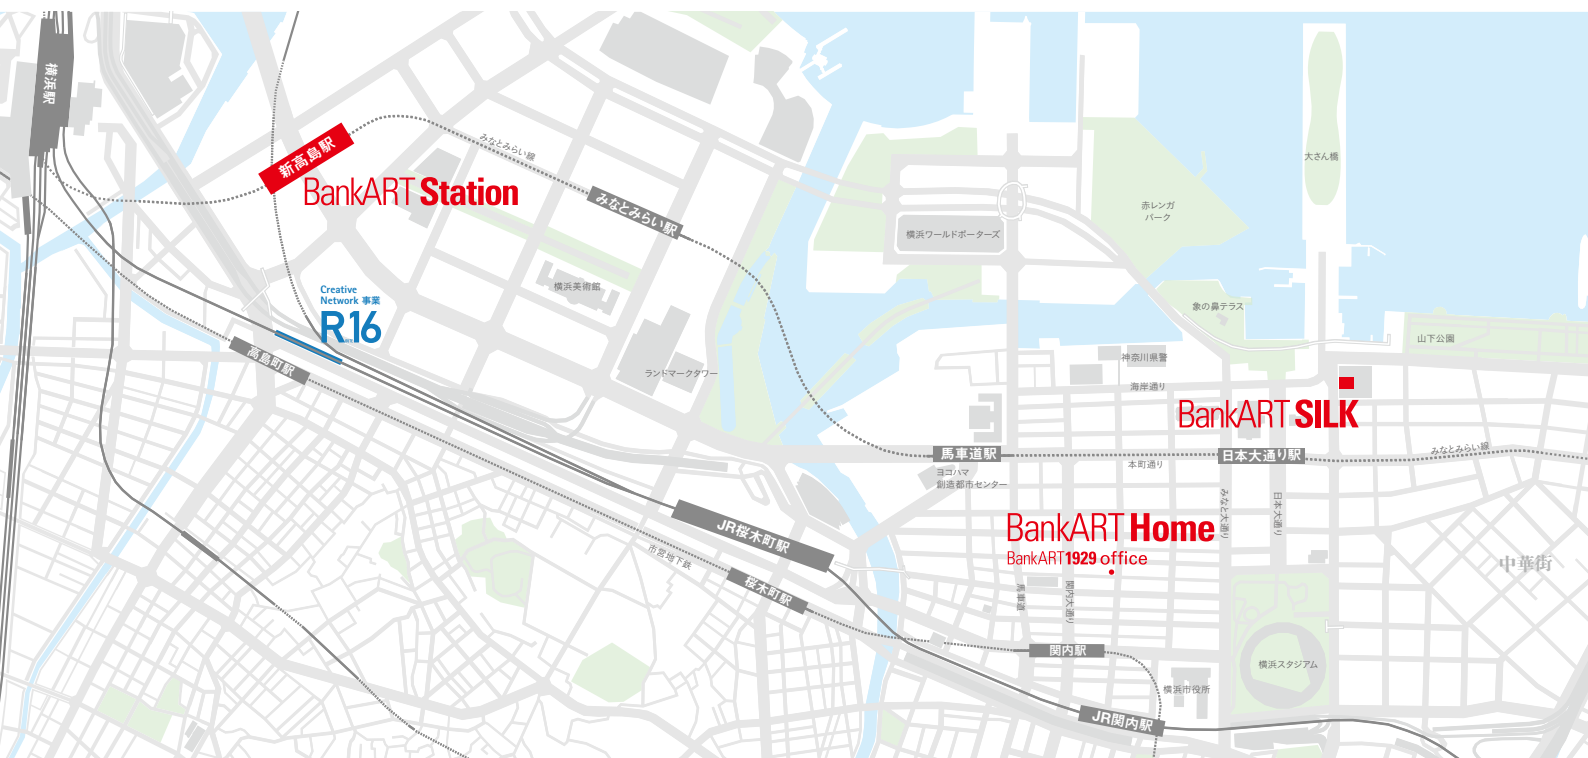 横浜駅
新高島駅
BankART Station
みなとみらい線
みなとみらい駅
大さん橋
赤レンガ
パーク
横浜ワールドポーターズ
横浜美術館
Creative
Network 事業
R16
象の鼻テラス
山下公園
高島町駅
ランドマークタワー
神奈川県警
海岸通り
BankART SILK
馬車道駅
日本大通り駅
みなとみらい線
本町通り
ヨコハマ
創造都市センター
みなと大通り
日本大通り
JR桜木町駅
BankART Home
BankART1929 office
市営地下鉄
桜木町駅
馬車道
関内大通り
中華街
関内駅
横浜スタジアム
横浜市役所
JR関内駅